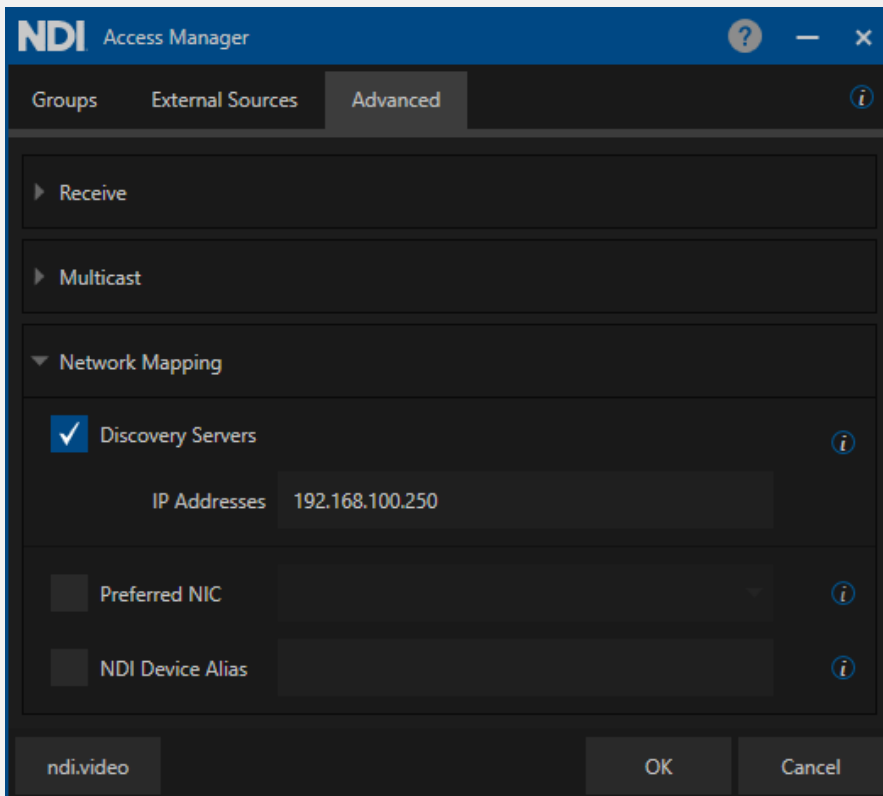 NDI Access Manager ?
Groups External Sources Advanced i
Receive
Multicast
Network Mapping
Discovery Servers i
IP Addresses 192.168.100.250
Preferred NIC i
NDI Device Alias i
ndi.video OK Cancel